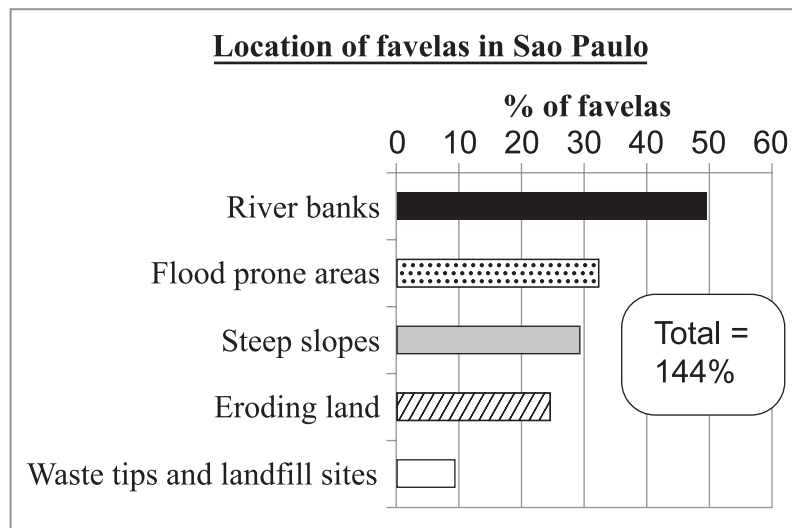 Location of favelas in Sao Paulo
% of favelas
0 10 20 30 40 50 60
River banks
Flood prone areas
Steep slopes
Eroding land
Waste tips and landfill sites
Total =
144%